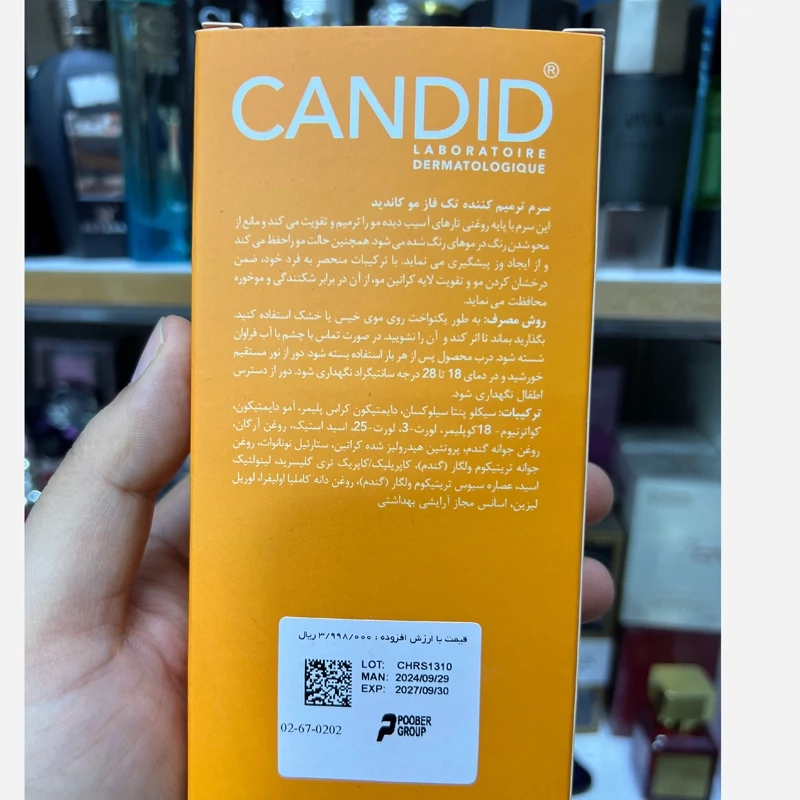 CANDID®
LABORATOIRE
DERMATOLOGIQUE
سرم ترمیم کننده تک فاز مو کاندید
این سرم با پایه روغنی تارهای آسیب دیده مو را ترمیم و تقویت می کند و مانع از
محو شدن رنگ در موهای رنگ شده می شود. همچنین حالت مو را حفظ می کند
و از ایجاد وز پیشگیری می نماید. با ترکیبات منحصر به فرد خود، ضمن
درخشان کردن مو و تقویت لایه کراتین مو، از آن در برابر شکنندگی و موخوره
محافظت می نماید.
روش مصرف: به طور یکنواخت روی موی خیس یا خشک استفاده کنید.
بگذارید بماند تا اثر کند و آن را نشویید. در صورت تماس با چشم با آب فراوان
شسته شود. درب محصول پس از هر بار استفاده بسته شود. دور از نور مستقیم
خورشید و در دمای 18 تا 28 درجه سانتیگراد نگهداری شود. دور از دسترس
اطفال نگهداری شود.
ترکیبات: سیکلو پنتا سیلوکسان، دایمتیکون کراس پلیمر، آمو دایمتیکون،
کواترنیوم- 18کوپلیمر، لورت-3، لورت-25، اسید استیک، روغن آرگان،
روغن جوانه گندم، پروتئین هیدرولیز شده کراتین، ستارئیل نونانوات، روغن
جوانه تریتیکوم ولگار (گندم)، کاپریلیک/کاپریک تری گلیسرید، لینولئیک
اسید، عصاره سبوس تریتیکوم ولگار (گندم)، روغن دانه کاملیا اولیفرا، لوریل
لیزین، اسانس مجاز آرایشی بهداشتی
قیمت با ارزش افزوده : ۳/۹۹۸/۰۰۰ ریال
LOT: CHRS1310
MAN: 2024/09/29
EXP: 2027/09/30
02-67-0202
POOBER
GROUP